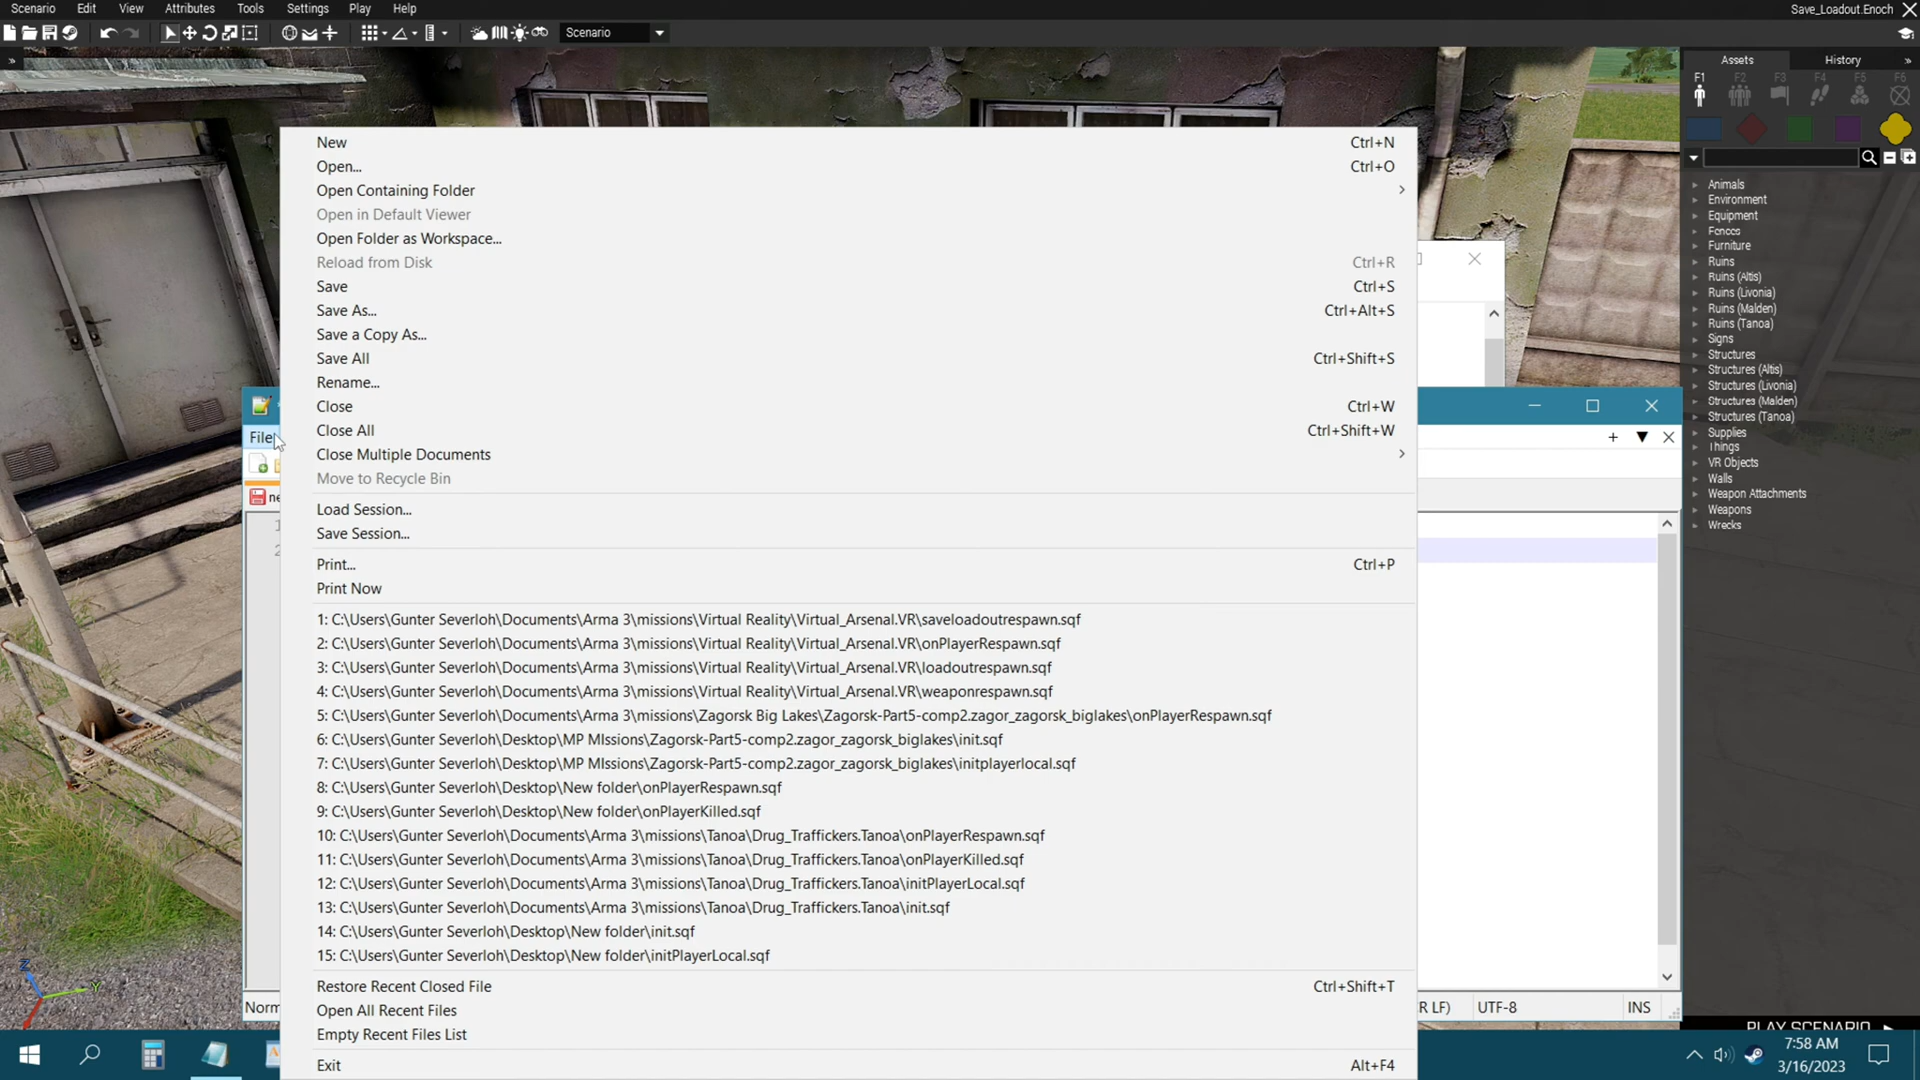 Scenario Edit View Attributes Tools Settings Play Help
Save_Loadout.Enoch
Scenario
Assets History
F1 F2 F3 F4 F5 F6
New Ctrl+N
Open... Ctrl+O
Open Containing Folder
Open in Default Viewer
Open Folder as Workspace...
Reload from Disk Ctrl+R
Save Ctrl+S
Save As... Ctrl+Alt+S
Save a Copy As...
Save All Ctrl+Shift+S
Rename...
Close Ctrl+W
Close All Ctrl+Shift+W
Close Multiple Documents
Move to Recycle Bin
Load Session...
Save Session...
Print... Ctrl+P
Print Now
1: C:\Users\Gunter Severloh\Documents\Arma 3\missions\Virtual Reality\Virtual_Arsenal.VR\saveloadoutrespawn.sqf
2: C:\Users\Gunter Severloh\Documents\Arma 3\missions\Virtual Reality\Virtual_Arsenal.VR\onPlayerRespawn.sqf
3: C:\Users\Gunter Severloh\Documents\Arma 3\missions\Virtual Reality\Virtual_Arsenal.VR\loadoutrespawn.sqf
4: C:\Users\Gunter Severloh\Documents\Arma 3\missions\Virtual Reality\Virtual_Arsenal.VR\weaponrespawn.sqf
5: C:\Users\Gunter Severloh\Documents\Arma 3\missions\Zagorsk Big Lakes\Zagorsk-Part5-comp2.zagor_zagorsk_biglakes\onPlayerRespawn.sqf
6: C:\Users\Gunter Severloh\Desktop\MP MIssions\Zagorsk-Part5-comp2.zagor_zagorsk_biglakes\init.sqf
7: C:\Users\Gunter Severloh\Desktop\MP MIssions\Zagorsk-Part5-comp2.zagor_zagorsk_biglakes\initplayerlocal.sqf
8: C:\Users\Gunter Severloh\Desktop\New folder\onPlayerRespawn.sqf
9: C:\Users\Gunter Severloh\Desktop\New folder\onPlayerKilled.sqf
10: C:\Users\Gunter Severloh\Documents\Arma 3\missions\Tanoa\Drug_Traffickers.Tanoa\onPlayerRespawn.sqf
11: C:\Users\Gunter Severloh\Documents\Arma 3\missions\Tanoa\Drug_Traffickers.Tanoa\onPlayerKilled.sqf
12: C:\Users\Gunter Severloh\Documents\Arma 3\missions\Tanoa\Drug_Traffickers.Tanoa\initPlayerLocal.sqf
13: C:\Users\Gunter Severloh\Documents\Arma 3\missions\Tanoa\Drug_Traffickers.Tanoa\init.sqf
14: C:\Users\Gunter Severloh\Desktop\New folder\init.sqf
15: C:\Users\Gunter Severloh\Desktop\New folder\initPlayerLocal.sqf
Restore Recent Closed File Ctrl+Shift+T
Open All Recent Files
Empty Recent Files List
Exit Alt+F4
File
ne
1
2
Norm
R LF) UTF-8 INS
Animals
Environment
Equipment
Fences
Furniture
Ruins
Ruins (Altis)
Ruins (Livonia)
Ruins (Malden)
Ruins (Tanoa)
Signs
Structures
Structures (Altis)
Structures (Livonia)
Structures (Malden)
Structures (Tanoa)
Supplies
Things
VR Objects
Walls
Weapon Attachments
Weapons
Wrecks
Z
Y
PLAY SCENARIO
7:58 AM
3/16/2023